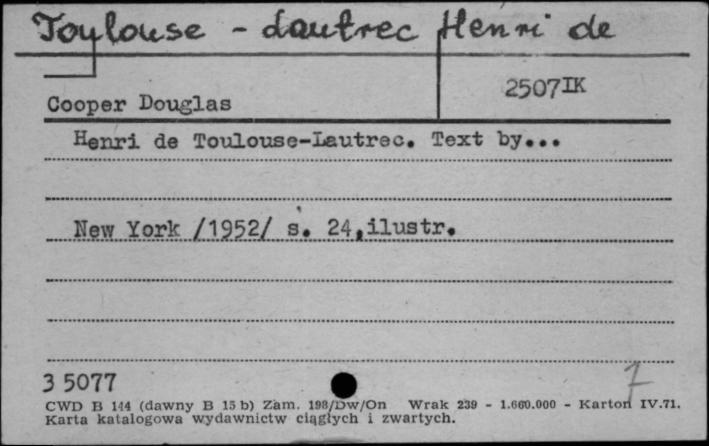 Toulouse - Lautrec Henri de
2507IK
Cooper Douglas
Henri de Toulouse-Lautrec. Text by...
New York /1952/ s. 24,ilustr.
3 5077
7
CWD B 144 (dawny B 15 b) Zam. 198/Dw/On Wrak 239 - 1.660.000 - Karton IV.71.
Karta katalogowa wydawnictw ciągłych i zwartych.